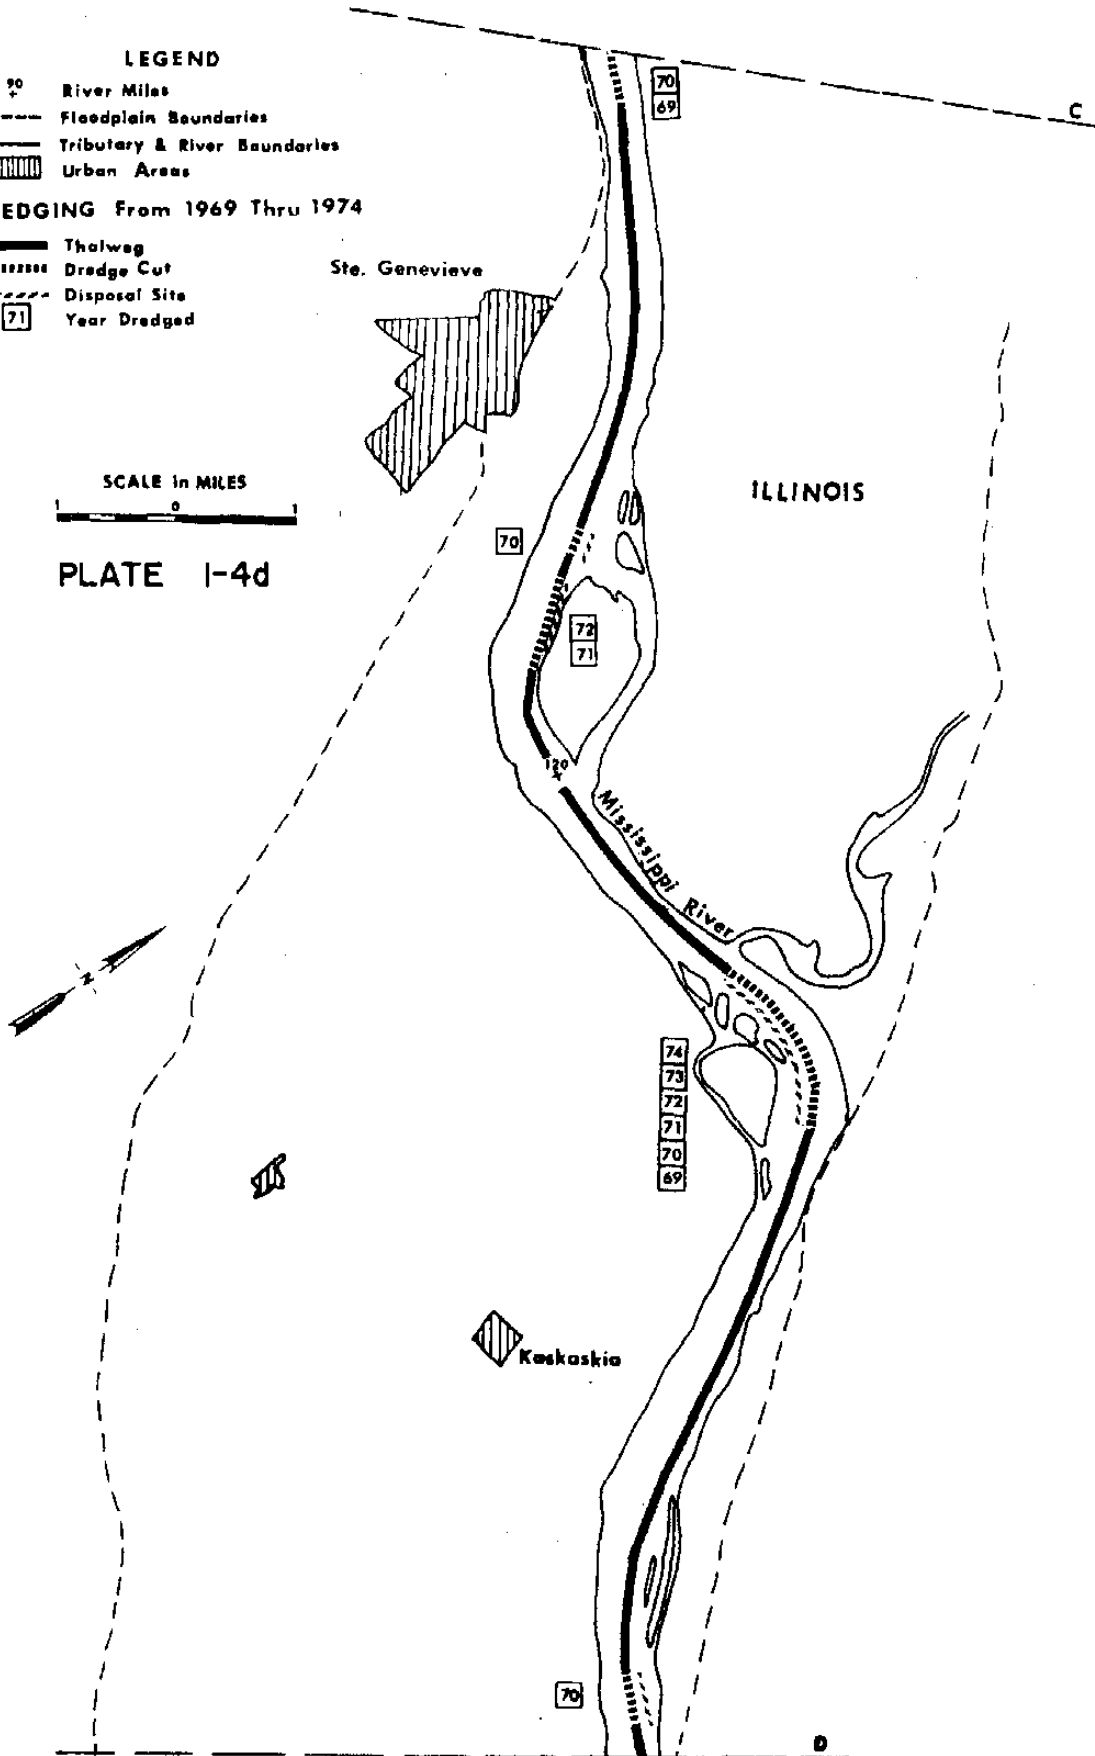 LEGEND
90
River Miles
Floodplain Boundaries
Tributary & River Boundaries
Urban Areas
EDGING From 1969 Thru 1974
Thalweg
Dredge Cut
Disposal Site
71 Year Dredged
70
69
C
Ste. Genevieve
SCALE in MILES
1 0 1
PLATE 1-4d
ILLINOIS
70
72
71
120
Mississippi River
N
74
73
72
71
70
69
Kaskaskia
70
D